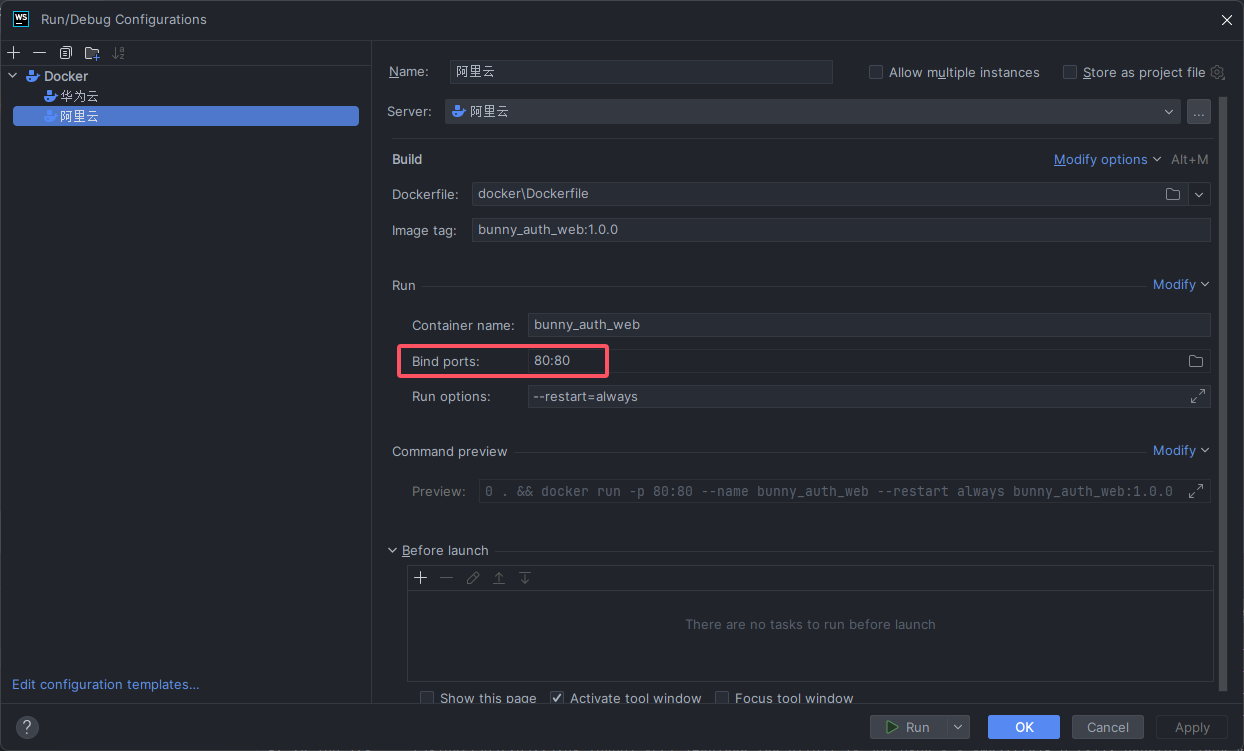 WS Run/Debug Configurations
Docker
华为云
阿里云
Edit configuration templates...
?
Name: 阿里云 Allow multiple instances Store as project file
Server: 阿里云 ...
Build Modify options Alt+M
Dockerfile: docker\Dockerfile
Image tag: bunny_auth_web:1.0.0
Run Modify
Container name: bunny_auth_web
Bind ports: 80:80
Run options: --restart=always
Command preview Modify
Preview: 0 . && docker run -p 80:80 --name bunny_auth_web --restart always bunny_auth_web:1.0.0
Before launch
There are no tasks to run before launch
Show this page Activate tool window Focus tool window
Run OK Cancel Apply